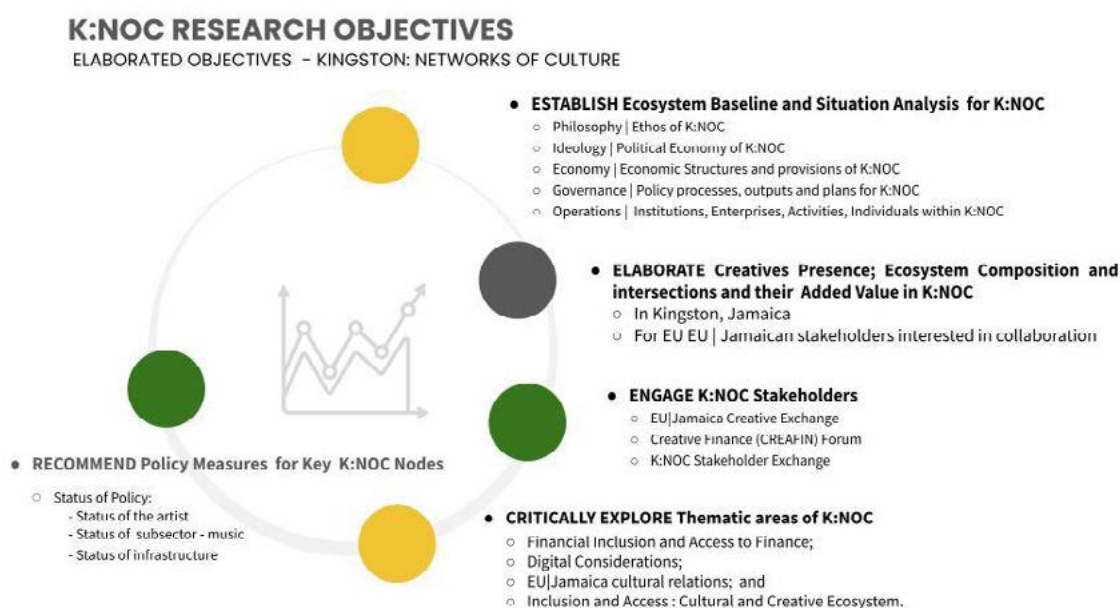 K:NOC RESEARCH OBJECTIVES
ELABORATED OBJECTIVES - KINGSTON: NETWORKS OF CULTURE
● ESTABLISH Ecosystem Baseline and Situation Analysis for K:NOC
○ Philosophy | Ethos of K:NOC
○ Ideology | Political Economy of K:NOC
○ Economy | Economic Structures and provisions of K:NOC
○ Governance | Policy processes, outputs and plans for K:NOC
○ Operations | Institutions, Enterprises, Activities, Individuals within K:NOC
● ELABORATE Creatives Presence; Ecosystem Composition and
intersections and their Added Value in K:NOC
○ In Kingston, Jamaica
○ For EU EU | Jamaican stakeholders interested in collaboration
● ENGAGE K:NOC Stakeholders
○ EU|Jamaica Creative Exchange
○ Creative Finance (CREAFIN) Forum
○ K:NOC Stakeholder Exchange
● CRITICALLY EXPLORE Thematic areas of K:NOC
○ Financial Inclusion and Access to Finance;
○ Digital Considerations;
○ EU|Jamaica cultural relations; and
○ Inclusion and Access : Cultural and Creative Ecosystem.
● RECOMMEND Policy Measures for Key K:NOC Nodes
○ Status of Policy:
- Status of the artist
- Status of subsector - music
- Status of infrastructure